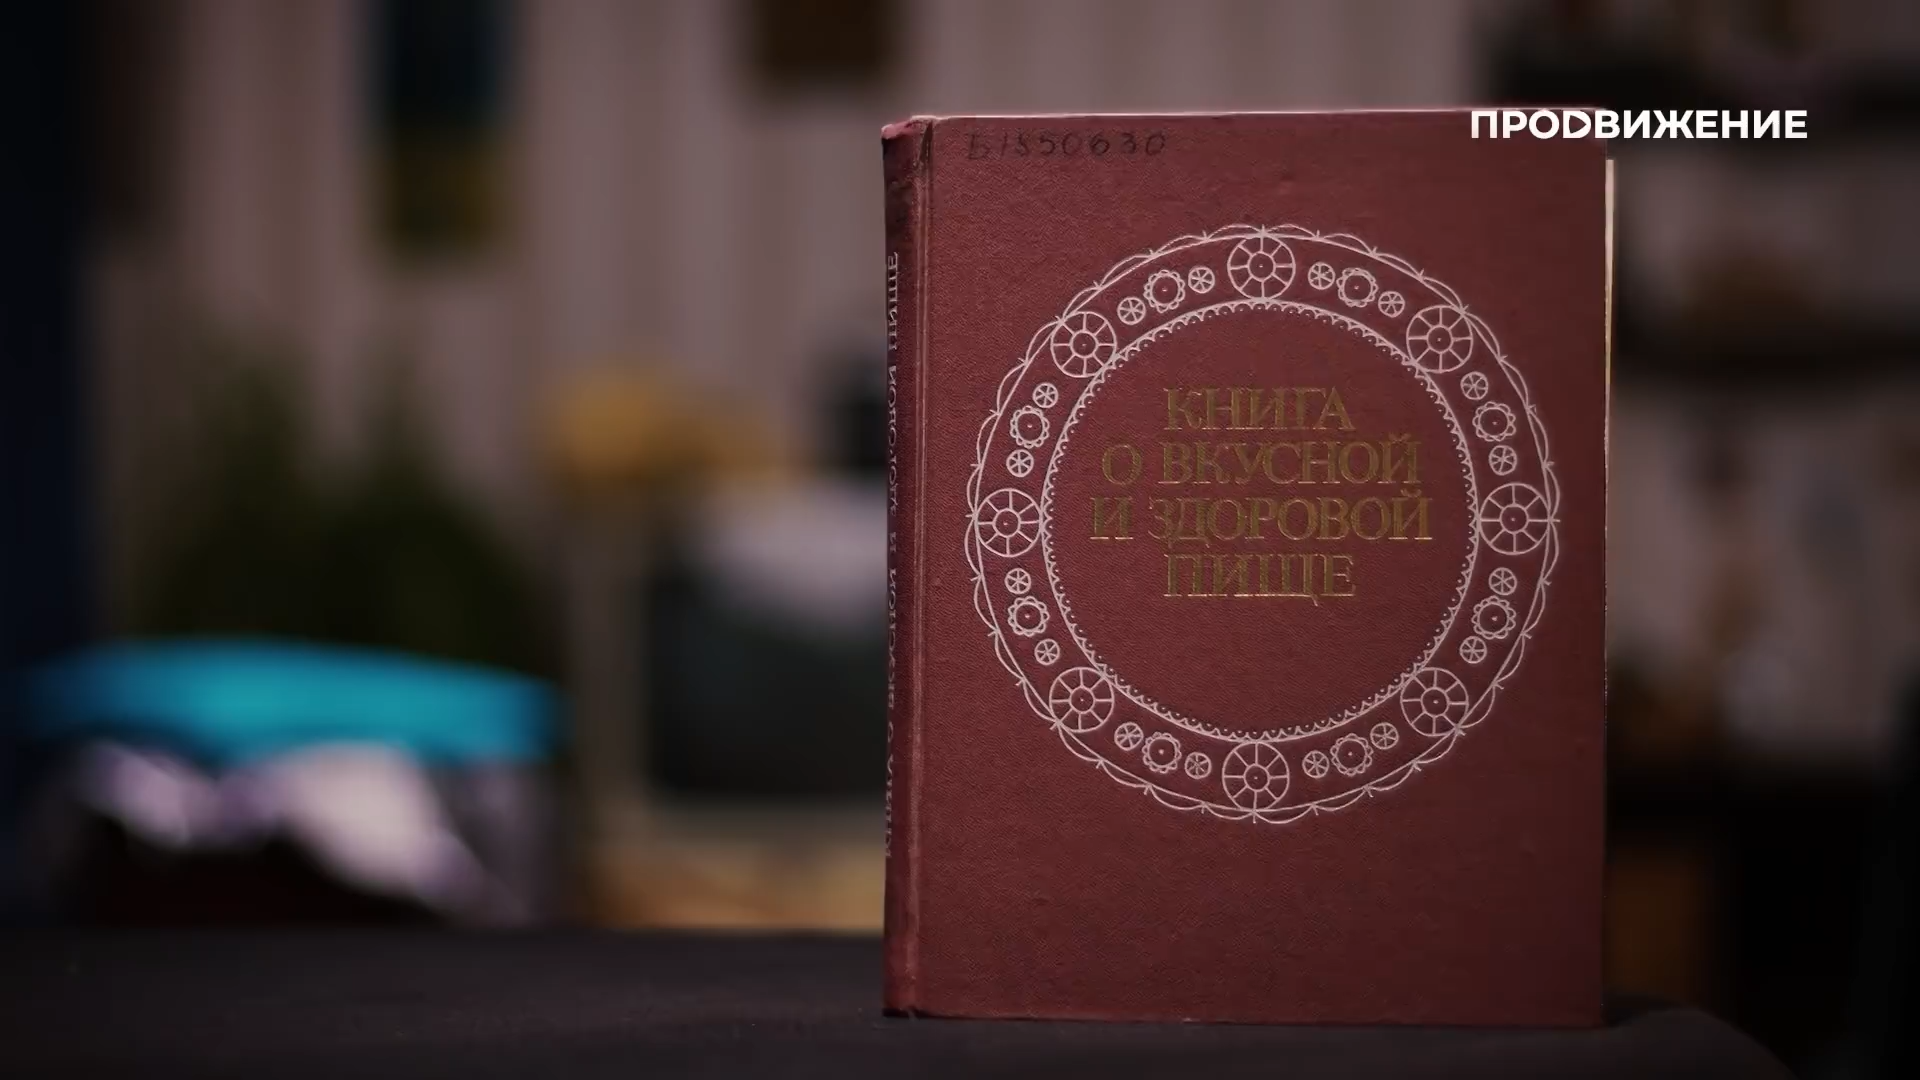 ПРОДВИЖЕНИЕ
Б1550630
КНИГА
О ВКУСНОЙ
И ЗДОРОВОЙ
ПИЩЕ
КНИГА О ВКУСНОЙ И ЗДОРОВОЙ ПИЩЕ